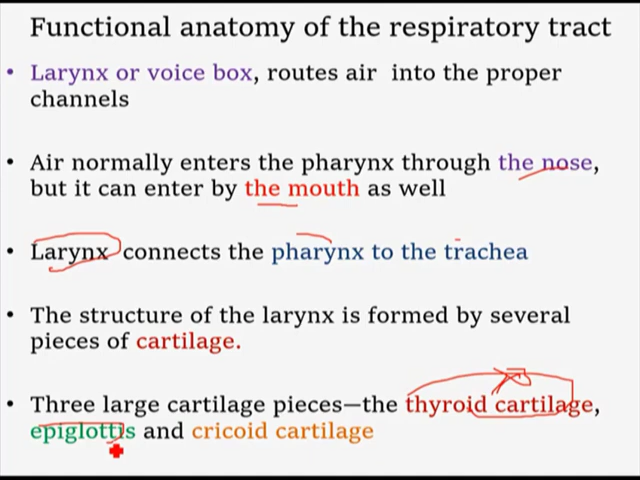 Functional anatomy of the respiratory tract
• Larynx or voice box, routes air into the proper
channels
• Air normally enters the pharynx through the nose,
but it can enter by the mouth as well
• Larynx connects the pharynx to the trachea
• The structure of the larynx is formed by several
pieces of cartilage.
• Three large cartilage pieces—the thyroid cartilage,
epiglottis and cricoid cartilage